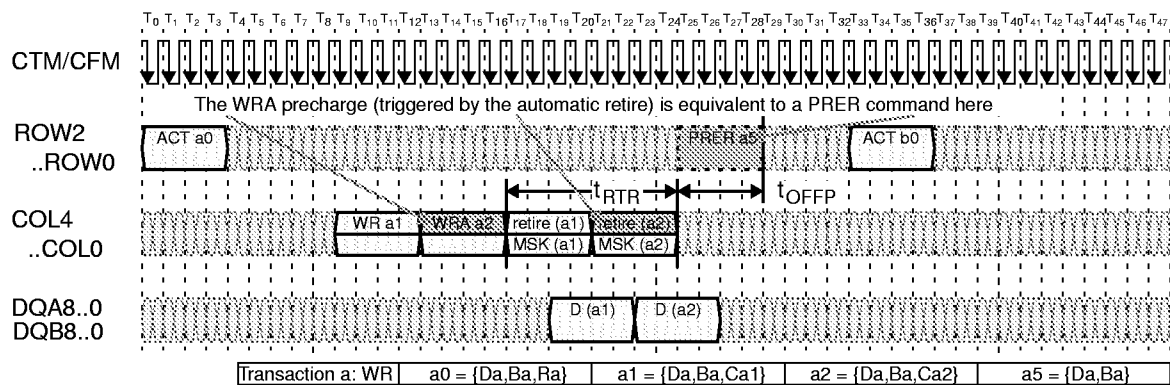 T0 T1 T2 T3 T4 T5 T6 T7 T8 T9 T10 T11 T12 T13 T14 T15 T16 T17 T18 T19 T20 T21 T22 T23 T24 T25 T26 T27 T28 T29 T30 T31 T32 T33 T34 T35 T36 T37 T38 T39 T40 T41 T42 T43 T44 T45 T46 T47
CTM/CFM
The WRA precharge (triggered by the automatic retire) is equivalent to a PRER command here
ROW2
..ROW0
ACT a0
PRER a5
ACT b0
tRTR
tOFFP
COL4
..COL0
WR a1
WRA a2
retire (a1)
retire (a2)
MSK (a1)
MSK (a2)
DQA8..0
DQB8..0
D (a1)
D (a2)
Transaction a: WR
a0 = {Da,Ba,Ra}
a1 = {Da,Ba,Ca1}
a2 = {Da,Ba,Ca2}
a5 = {Da,Ba}